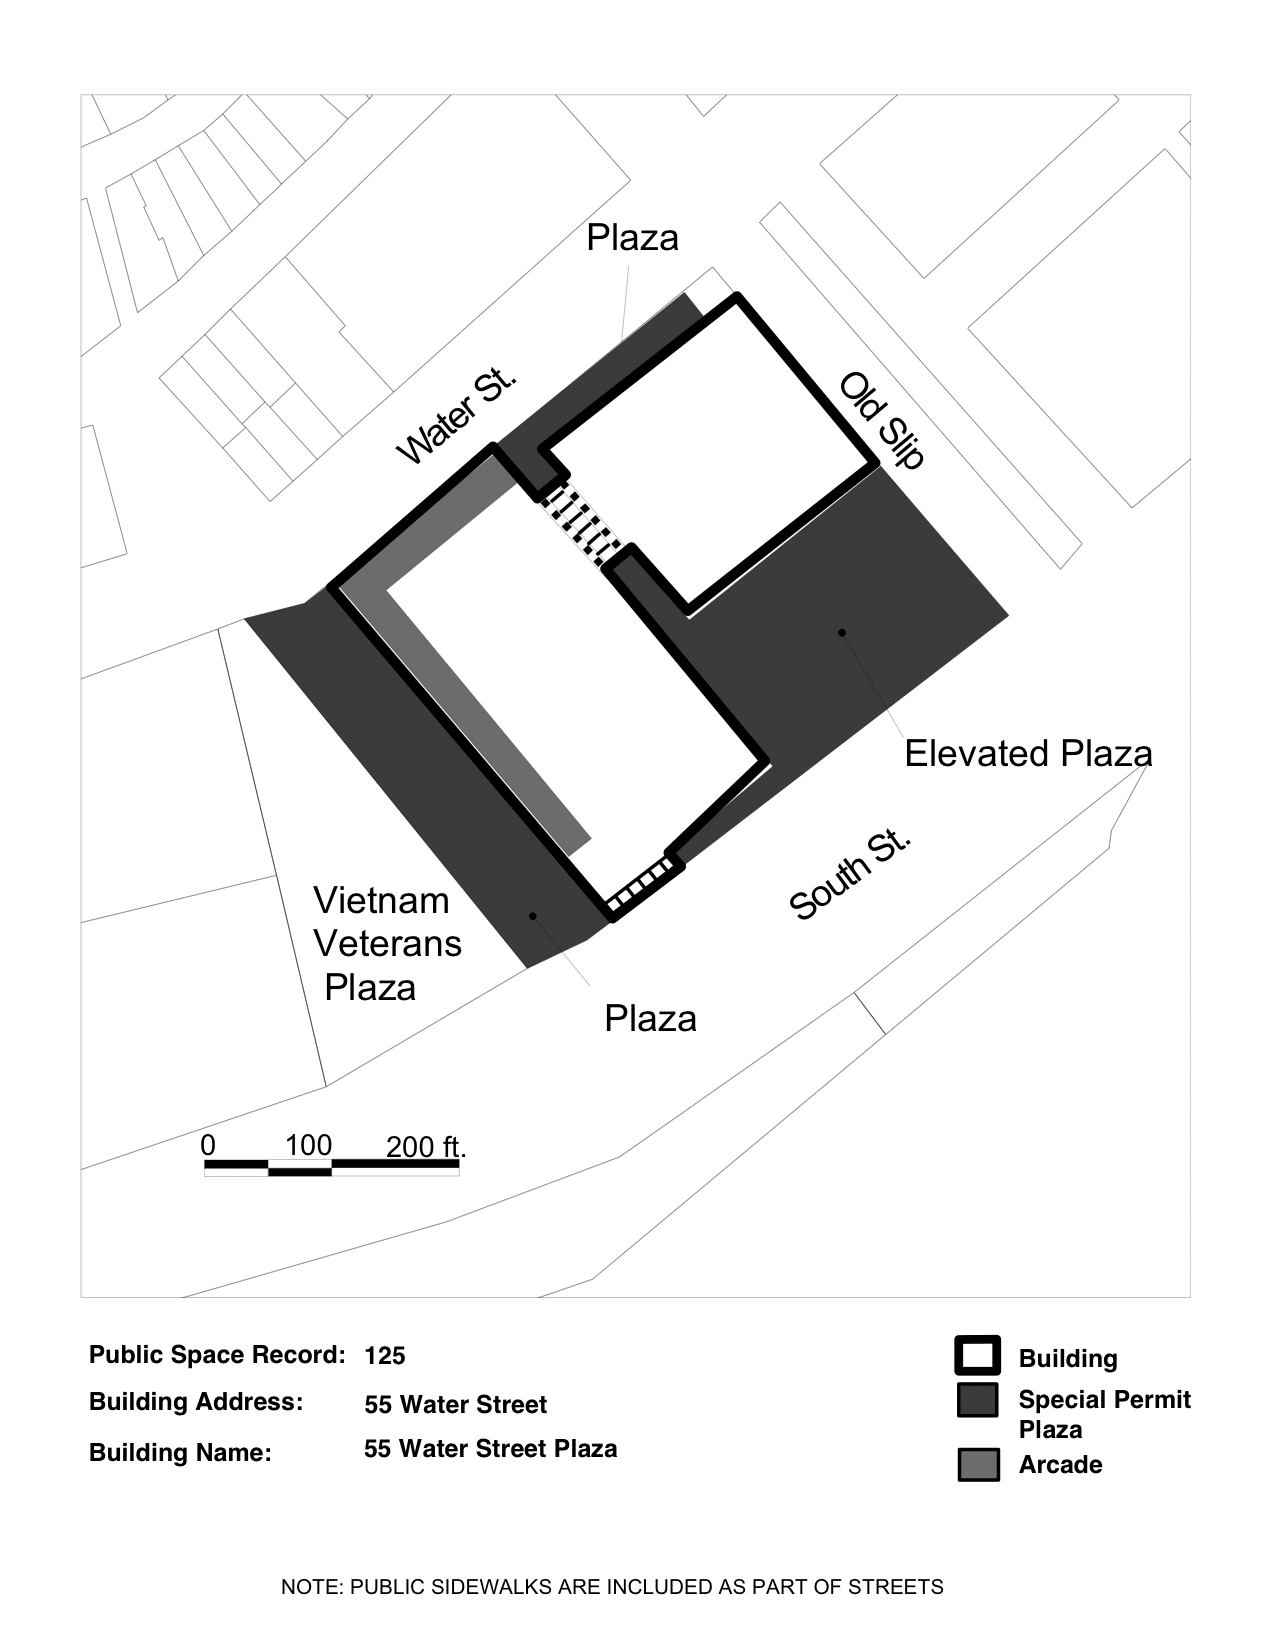 Plaza
Water St.
Old Slip
Elevated Plaza
South St.
Vietnam
Veterans
Plaza
Plaza
0 100 200 ft.
Public Space Record: 125
Building Address: 55 Water Street
Building Name: 55 Water Street Plaza
Building
Special Permit
Plaza
Arcade
NOTE: PUBLIC SIDEWALKS ARE INCLUDED AS PART OF STREETS